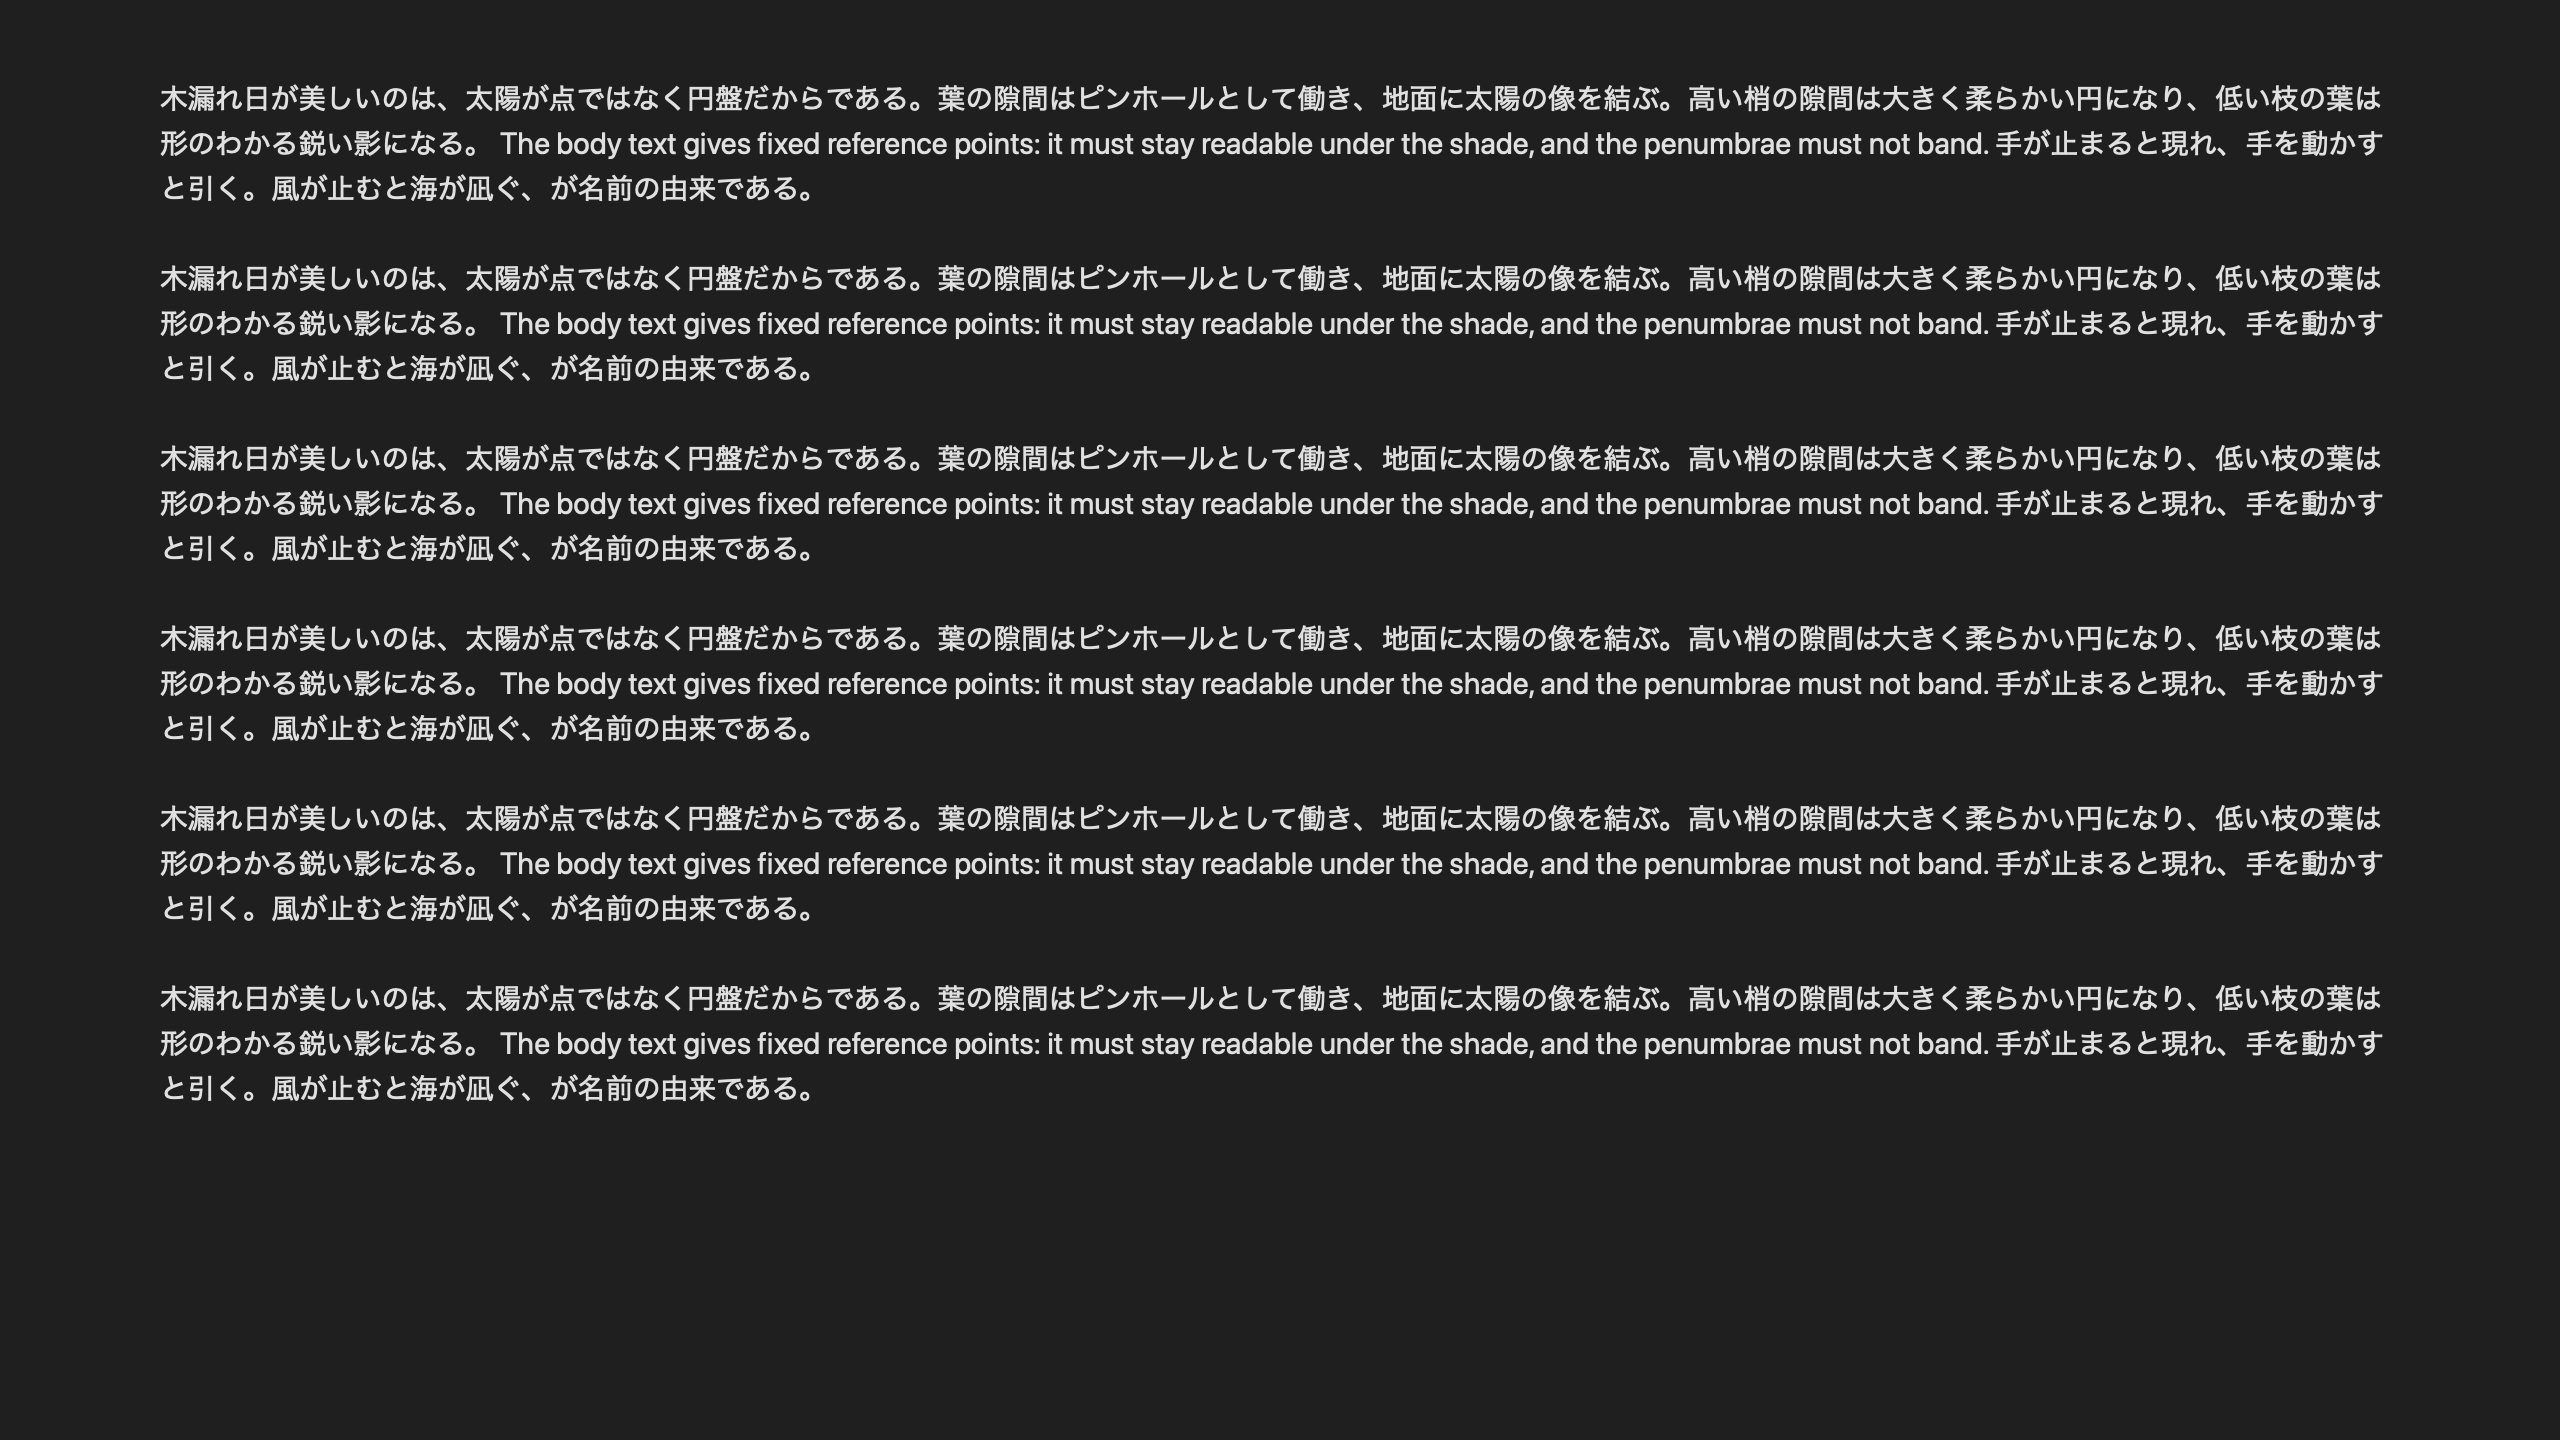 木漏れ日が美しいのは、太陽が点ではなく円盤だからである。葉の隙間はピンホールとして働き、地面に太陽の像を結ぶ。高い梢の隙間は大きく柔らかい円になり、低い枝の葉は
形のわかる鋭い影になる。 The body text gives fixed reference points: it must stay readable under the shade, and the penumbrae must not band. 手が止まると現れ、手を動かす
と引く。風が止むと海が凪ぐ、が名前の由来である。
木漏れ日が美しいのは、太陽が点ではなく円盤だからである。葉の隙間はピンホールとして働き、地面に太陽の像を結ぶ。高い梢の隙間は大きく柔らかい円になり、低い枝の葉は
形のわかる鋭い影になる。 The body text gives fixed reference points: it must stay readable under the shade, and the penumbrae must not band. 手が止まると現れ、手を動かす
と引く。風が止むと海が凪ぐ、が名前の由来である。
木漏れ日が美しいのは、太陽が点ではなく円盤だからである。葉の隙間はピンホールとして働き、地面に太陽の像を結ぶ。高い梢の隙間は大きく柔らかい円になり、低い枝の葉は
形のわかる鋭い影になる。 The body text gives fixed reference points: it must stay readable under the shade, and the penumbrae must not band. 手が止まると現れ、手を動かす
と引く。風が止むと海が凪ぐ、が名前の由来である。
木漏れ日が美しいのは、太陽が点ではなく円盤だからである。葉の隙間はピンホールとして働き、地面に太陽の像を結ぶ。高い梢の隙間は大きく柔らかい円になり、低い枝の葉は
形のわかる鋭い影になる。 The body text gives fixed reference points: it must stay readable under the shade, and the penumbrae must not band. 手が止まると現れ、手を動かす
と引く。風が止むと海が凪ぐ、が名前の由来である。
木漏れ日が美しいのは、太陽が点ではなく円盤だからである。葉の隙間はピンホールとして働き、地面に太陽の像を結ぶ。高い梢の隙間は大きく柔らかい円になり、低い枝の葉は
形のわかる鋭い影になる。 The body text gives fixed reference points: it must stay readable under the shade, and the penumbrae must not band. 手が止まると現れ、手を動かす
と引く。風が止むと海が凪ぐ、が名前の由来である。
木漏れ日が美しいのは、太陽が点ではなく円盤だからである。葉の隙間はピンホールとして働き、地面に太陽の像を結ぶ。高い梢の隙間は大きく柔らかい円になり、低い枝の葉は
形のわかる鋭い影になる。 The body text gives fixed reference points: it must stay readable under the shade, and the penumbrae must not band. 手が止まると現れ、手を動かす
と引く。風が止むと海が凪ぐ、が名前の由来である。